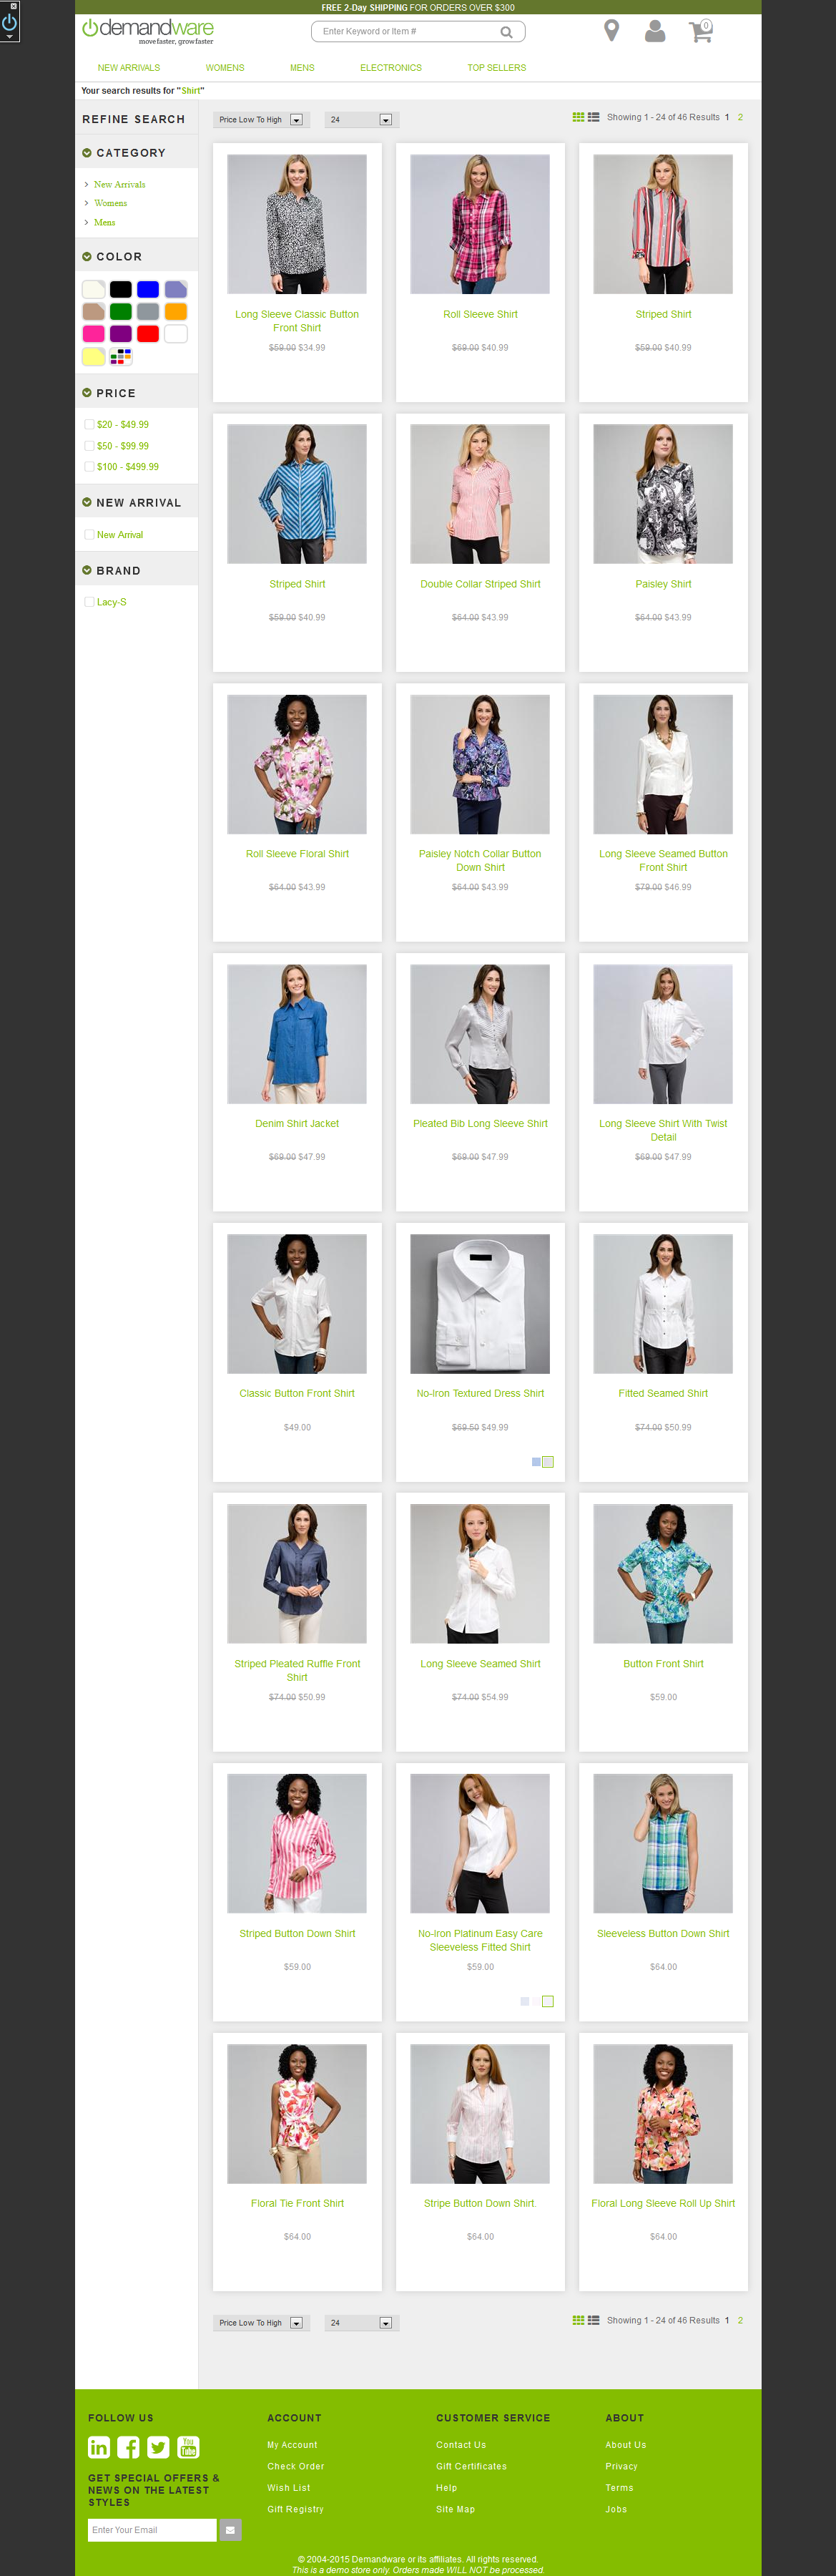 FREE 2-Day SHIPPING FOR ORDERS OVER $300
demandware
move faster, grow faster
Enter Keyword or Item #
0
NEW ARRIVALS WOMENS MENS ELECTRONICS TOP SELLERS
Your search results for "Shirt"
REFINE SEARCH
CATEGORY
New Arrivals
Womens
Mens
COLOR
PRICE
$20 - $49.99
$50 - $99.99
$100 - $499.99
NEW ARRIVAL
New Arrival
BRAND
Lacy-S
Price Low To High 24 Showing 1 - 24 of 46 Results 1 2
Long Sleeve Classic Button
Front Shirt
$59.00 $34.99
Roll Sleeve Shirt
$69.00 $40.99
Striped Shirt
$59.00 $40.99
Striped Shirt
$59.00 $40.99
Double Collar Striped Shirt
$64.00 $43.99
Paisley Shirt
$64.00 $43.99
Roll Sleeve Floral Shirt
$64.00 $43.99
Paisley Notch Collar Button
Down Shirt
$64.00 $43.99
Long Sleeve Seamed Button
Front Shirt
$79.00 $46.99
Denim Shirt Jacket
$69.00 $47.99
Pleated Bib Long Sleeve Shirt
$69.00 $47.99
Long Sleeve Shirt With Twist
Detail
$69.00 $47.99
Classic Button Front Shirt
$49.00
No-Iron Textured Dress Shirt
$69.50 $49.99
Fitted Seamed Shirt
$74.00 $50.99
Striped Pleated Ruffle Front
Shirt
$74.00 $50.99
Long Sleeve Seamed Shirt
$74.00 $54.99
Button Front Shirt
$59.00
Striped Button Down Shirt
$59.00
No-Iron Platinum Easy Care
Sleeveless Fitted Shirt
$59.00
Sleeveless Button Down Shirt
$64.00
Floral Tie Front Shirt
$64.00
Stripe Button Down Shirt.
$64.00
Floral Long Sleeve Roll Up Shirt
$64.00
Price Low To High 24 Showing 1 - 24 of 46 Results 1 2
FOLLOW US
in f You Tube
GET SPECIAL OFFERS &
NEWS ON THE LATEST
STYLES
Enter Your Email
ACCOUNT
My Account
Check Order
Wish List
Gift Registry
CUSTOMER SERVICE
Contact Us
Gift Certificates
Help
Site Map
ABOUT
About Us
Privacy
Terms
Jobs
© 2004-2015 Demandware or its affiliates. All rights reserved.
This is a demo store only. Orders made WILL NOT be processed.